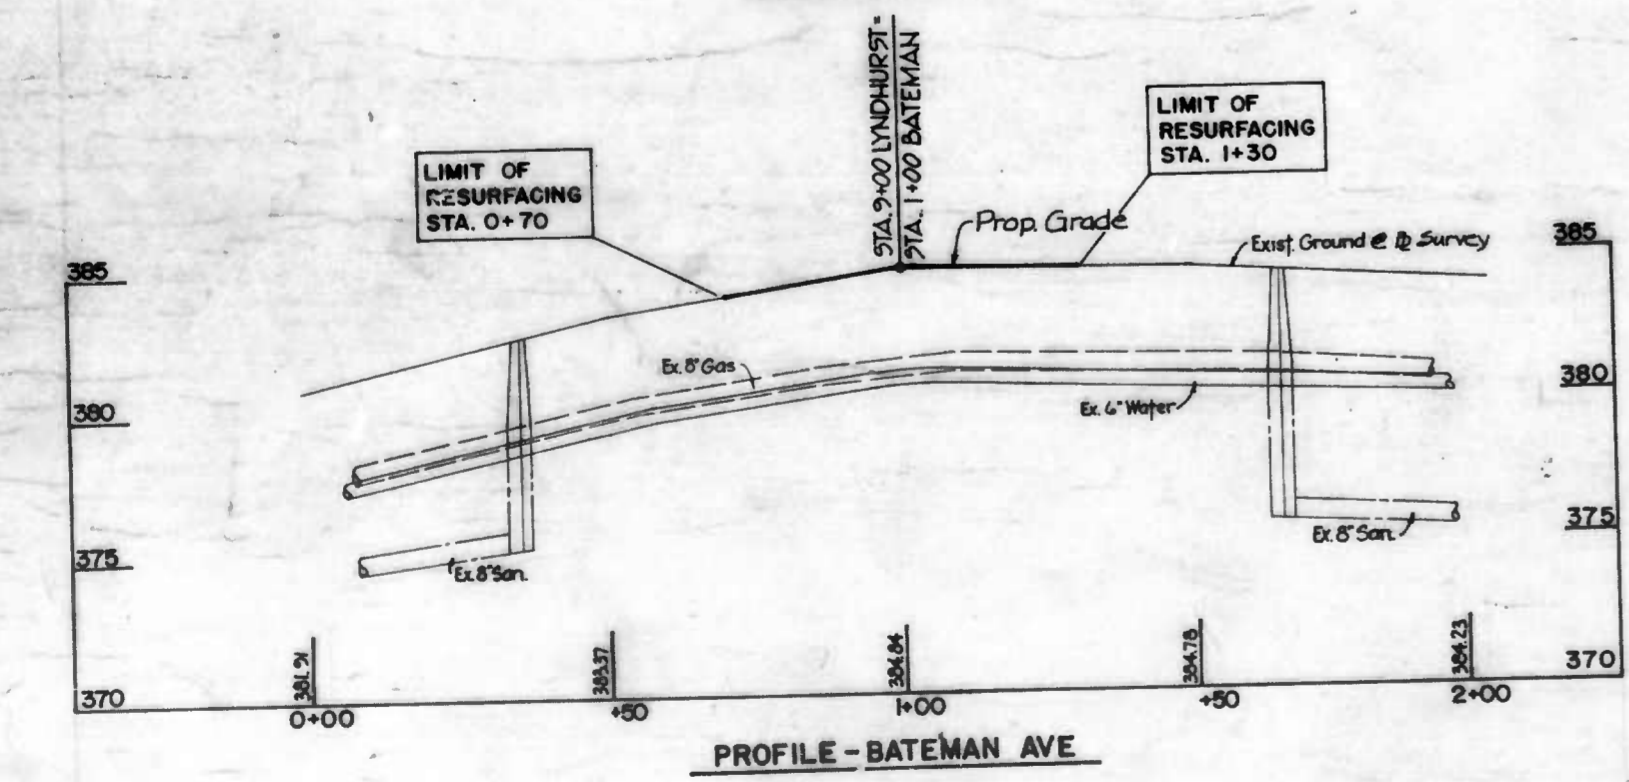 STA. 9+00 LYNDHURST =
STA. 1+00 BATEMAN
LIMIT OF
RESURFACING
STA. 1+30
LIMIT OF
RESURFACING
STA. 0+70
Prop. Grade
Exist. Ground @ ℄ Survey
385
385
Ex. 8" Gas
380
380
Ex. 6" Water
375
375
Ex. 8" San.
Ex. 8" San.
381.91
383.37
384.84
384.78
384.23
370
370
0+00
+50
1+00
+50
2+00
PROFILE - BATEMAN AVE